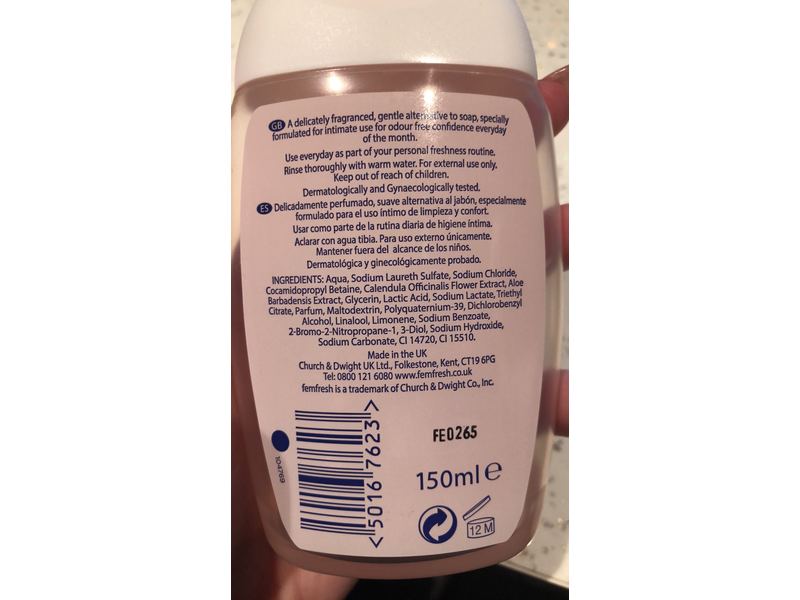 GB A delicately fragranced, gentle alternative to soap, specially
formulated for intimate use for odour free confidence everyday
of the month.
Use everyday as part of your personal freshness routine.
Rinse thoroughly with warm water. For external use only.
Keep out of reach of children.
Dermatologically and Gynaecologically tested.
ES Delicadamente perfumado, suave alternativa al jabón, especialmente
formulado para el uso íntimo de limpieza y confort.
Usar como parte de la rutina diaria de higiene íntima.
Aclarar con agua tibia. Para uso externo únicamente.
Mantener fuera del alcance de los niños.
Dermatológica y ginecológicamente probado.
INGREDIENTS: Aqua, Sodium Laureth Sulfate, Sodium Chloride,
Cocamidopropyl Betaine, Calendula Officinalis Flower Extract, Aloe
Barbadensis Extract, Glycerin, Lactic Acid, Sodium Lactate, Triethyl
Citrate, Parfum, Maltodextrin, Polyquaternium-39, Dichlorobenzyl
Alcohol, Linalool, Limonene, Sodium Benzoate,
2-Bromo-2-Nitropropane-1, 3-Diol, Sodium Hydroxide,
Sodium Carbonate, CI 14720, CI 15510.
Made in the UK
Church & Dwight UK Ltd., Folkestone, Kent, CT19 6PG
Tel: 0800 121 6080 www.femfresh.co.uk
femfresh is a trademark of Church & Dwight Co., Inc.
104769
<5016 7623>
FE0265
150ml e
12 M